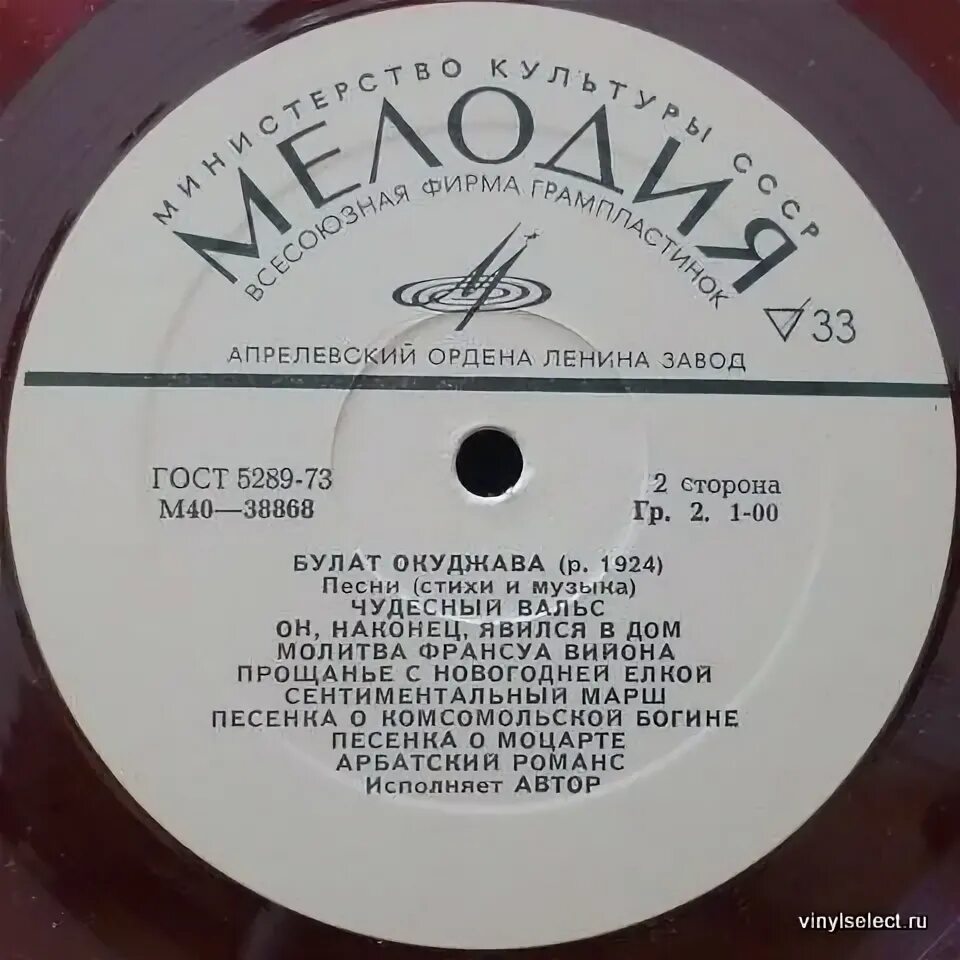 МИНИСТЕРСТВО КУЛЬТУРЫ СССР
МЕЛОДИЯ
ВСЕСОЮЗНАЯ ФИРМА ГРАМПЛАСТИНОК
33
АПРЕЛЕВСКИЙ ОРДЕНА ЛЕНИНА ЗАВОД
ГОСТ 5289-73
М40—38868
2 сторона
Гр. 2. 1-00
БУЛАТ ОКУДЖАВА (р. 1924)
Песни (стихи и музыка)
ЧУДЕСНЫЙ ВАЛЬС
ОН, НАКОНЕЦ, ЯВИЛСЯ В ДОМ
МОЛИТВА ФРАНСУА ВИЙОНА
ПРОЩАНЬЕ С НОВОГОДНЕЙ ЕЛКОЙ
СЕНТИМЕНТАЛЬНЫЙ МАРШ
ПЕСЕНКА О КОМСОМОЛЬСКОЙ БОГИНЕ
ПЕСЕНКА О МОЦАРТЕ
АРБАТСКИЙ РОМАНС
Исполняет АВТОР
vinylselect.ru